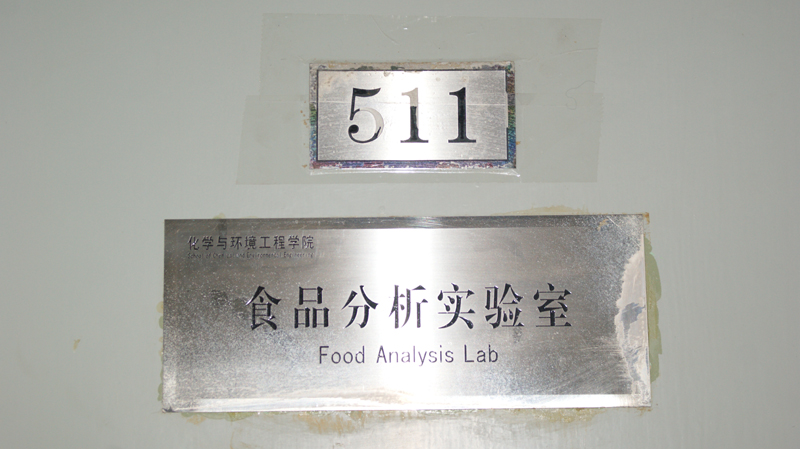 511
化学与环境工程学院
食品分析实验室
Food Analysis Lab